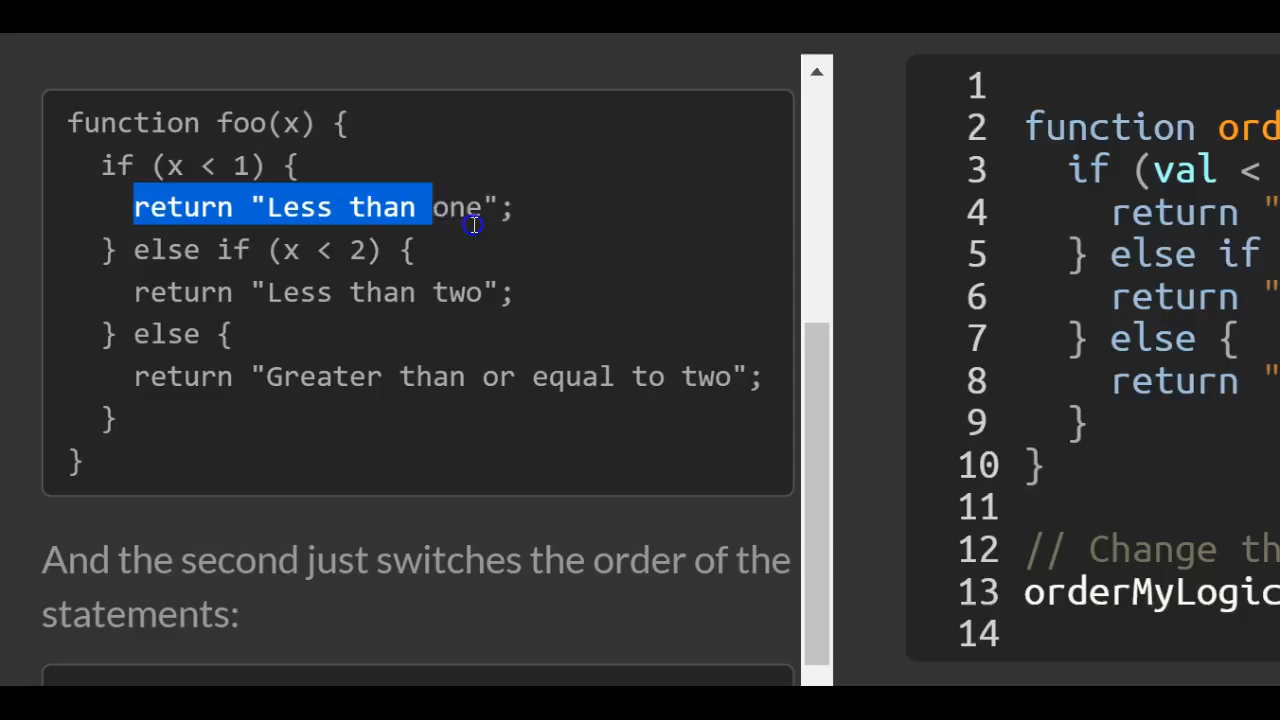 function foo(x) {
if (x < 1) {
return "Less than one";
} else if (x < 2) {
return "Less than two";
} else {
return "Greater than or equal to two";
}
}
And the second just switches the order of the
statements:
1
2 function ord
3 if (val <
4 return "
5 } else if
6 return "
7 } else {
8 return "
9 }
10 }
11
12 // Change th
13 orderMyLogic
14